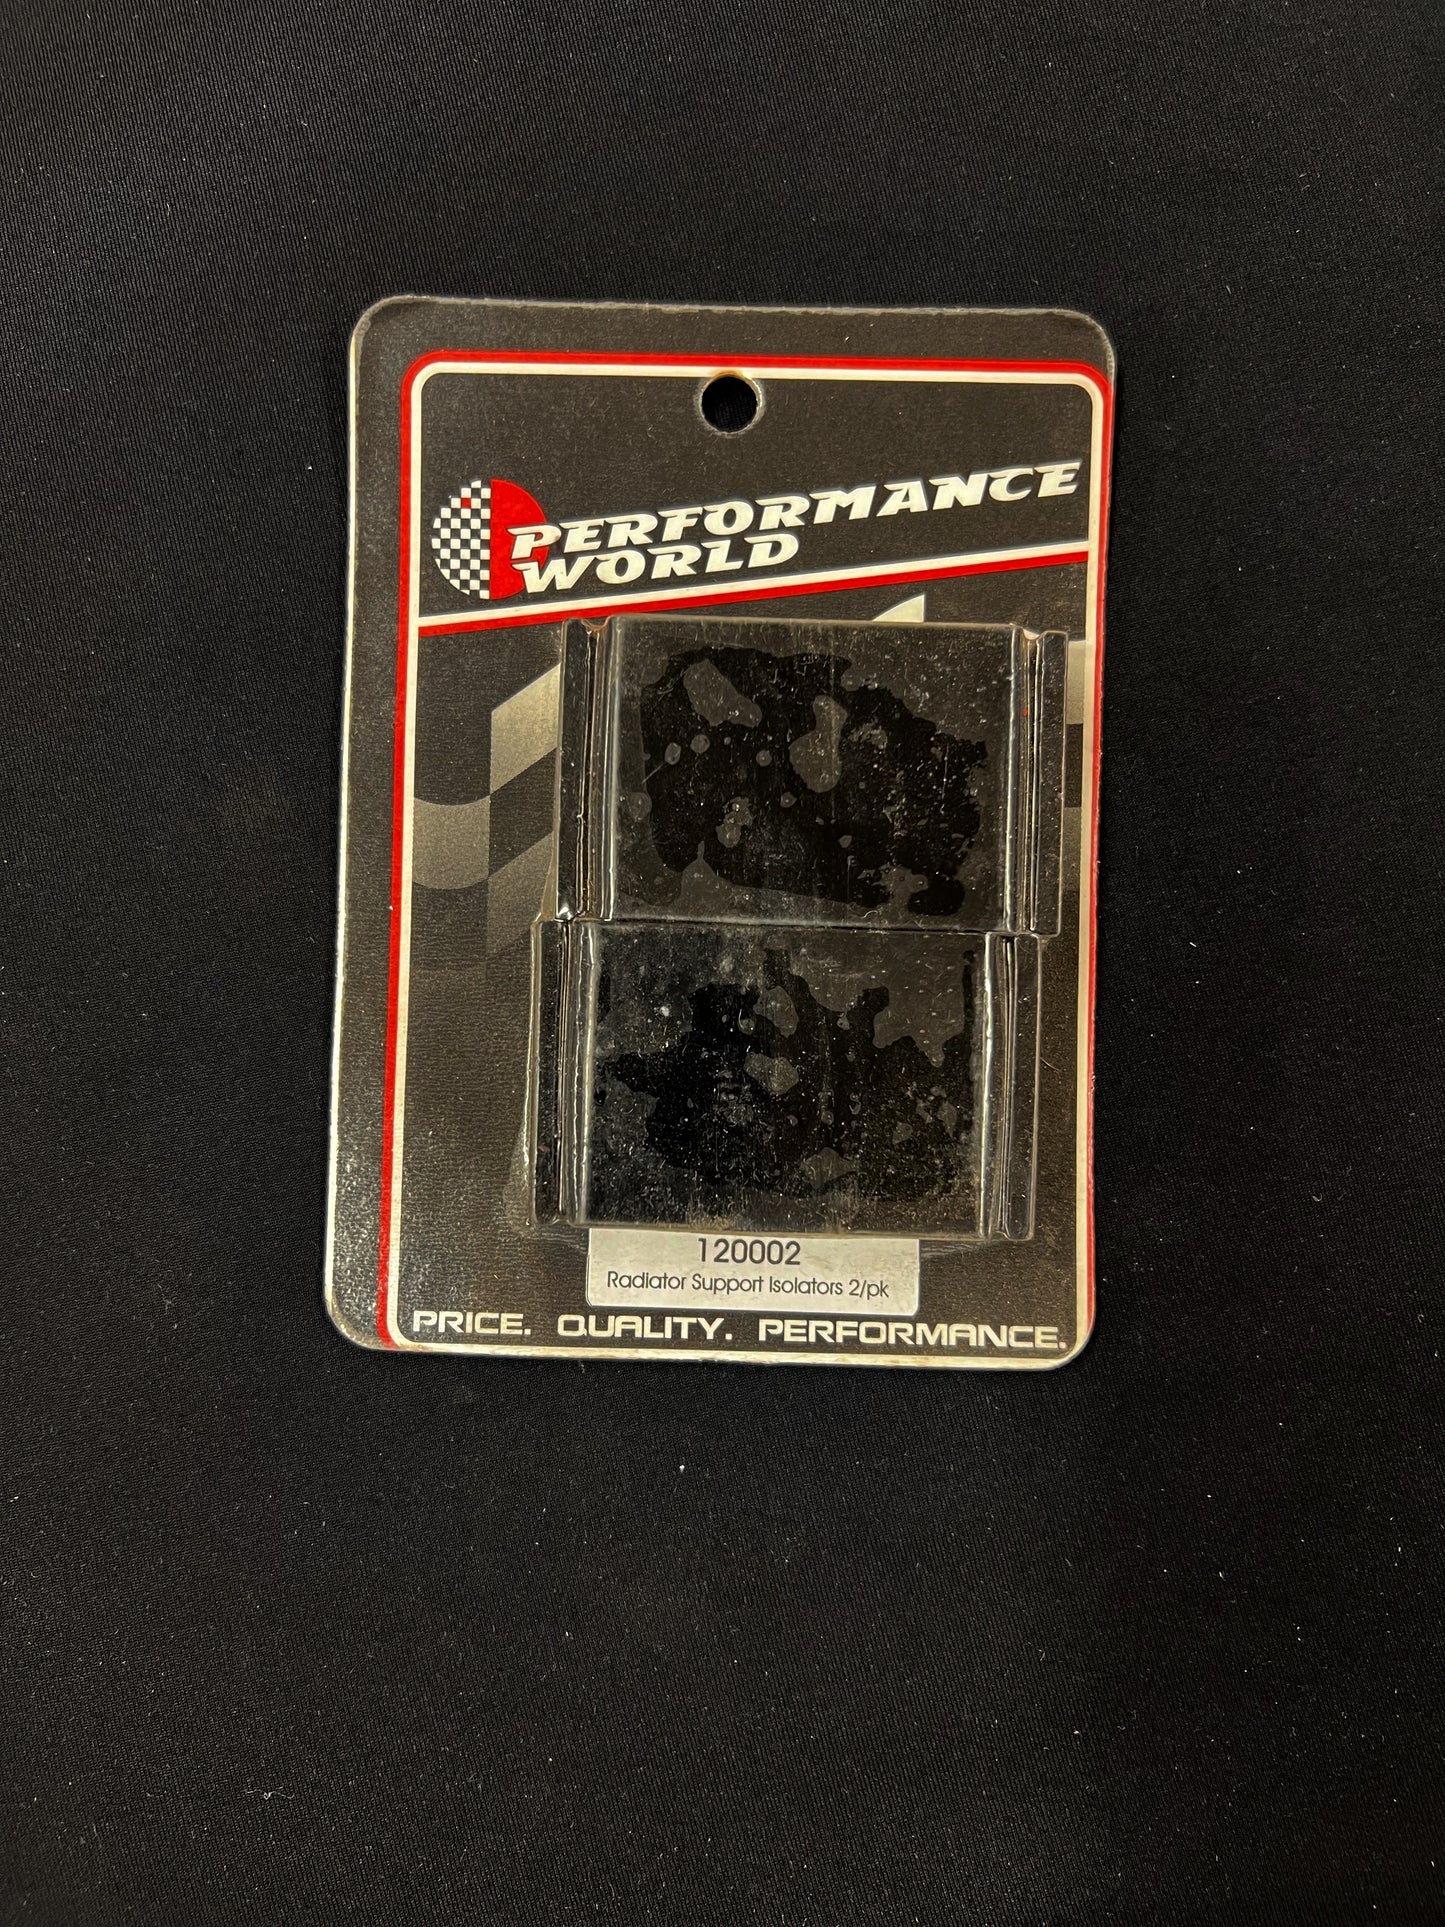 PERFORMANCE
WORLD
120002
Radiator Support Isolators 2/pk
PRICE. QUALITY. PERFORMANCE.